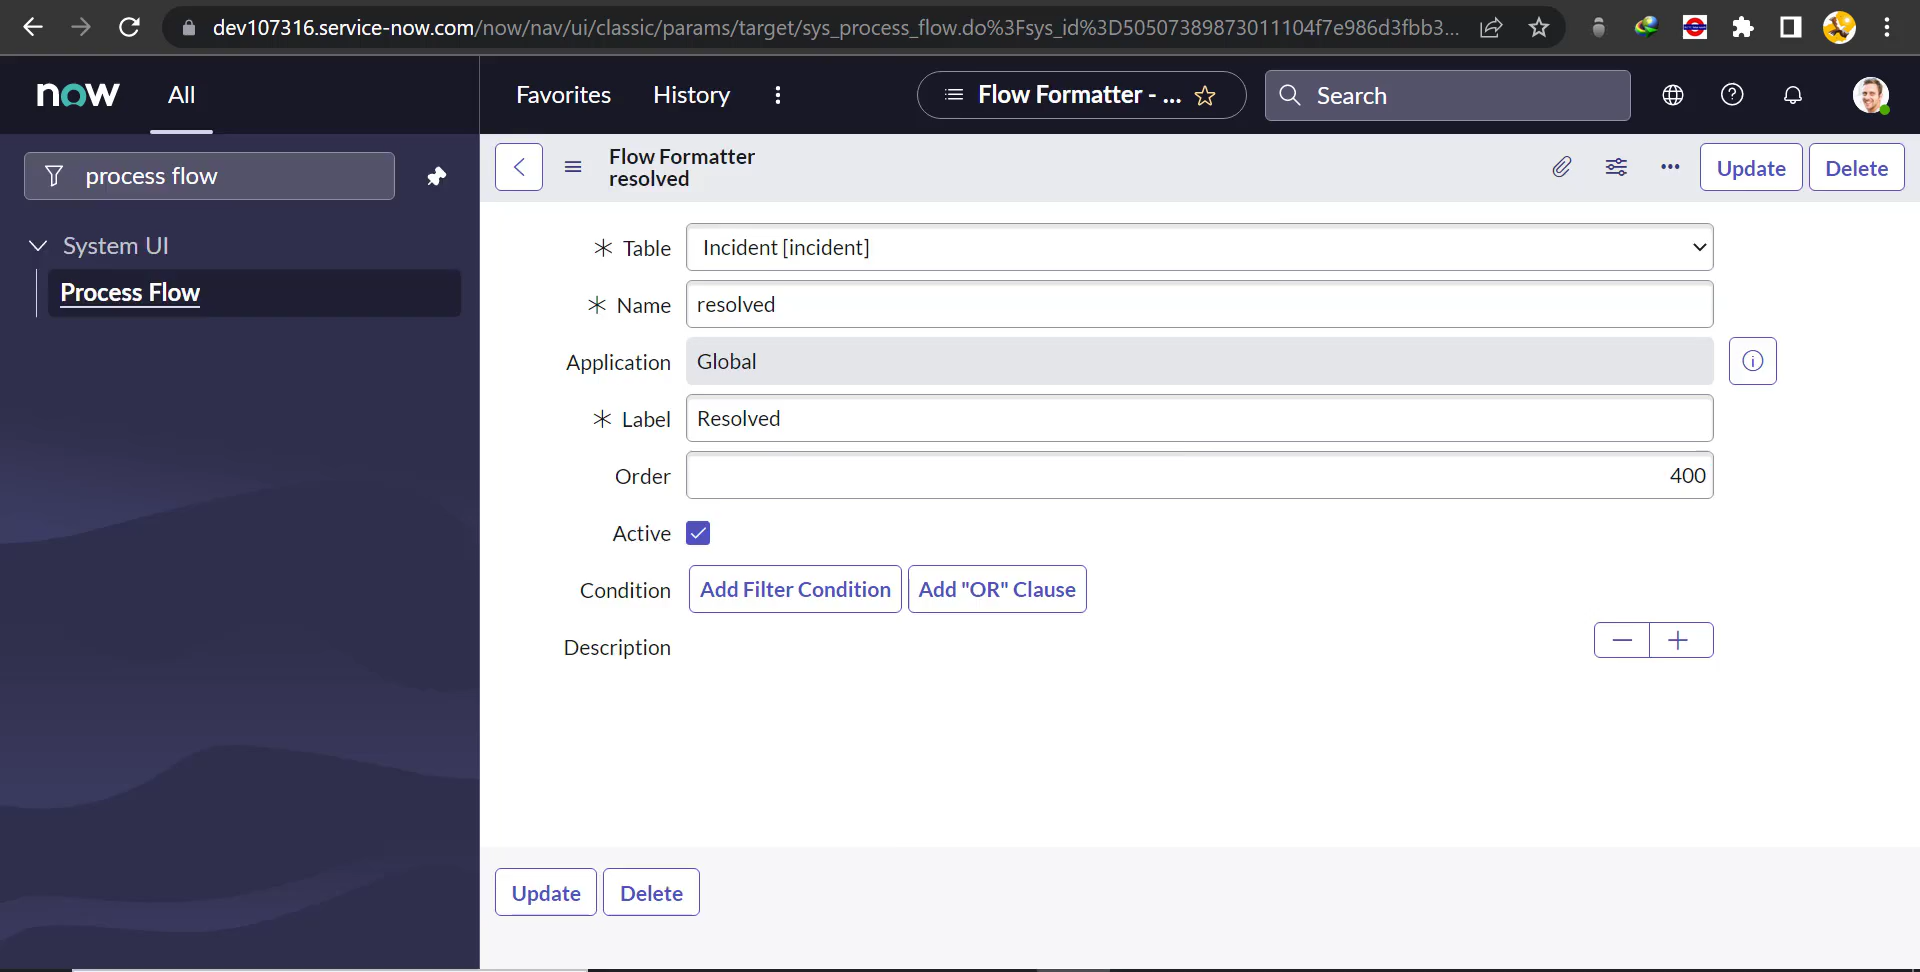 dev107316.service-now.com/now/nav/ui/classic/params/target/sys_process_flow.do%3Fsys_id%3D50507389873011104f7e986d3fbb3...
now
All
Favorites
History
Flow Formatter - ...
Search
process flow
System UI
Process Flow
Flow Formatter
resolved
Update
Delete
Table
Incident [incident]
Name
resolved
Application
Global
Label
Resolved
Order
400
Active
Condition
Add Filter Condition
Add "OR" Clause
Description
Update
Delete